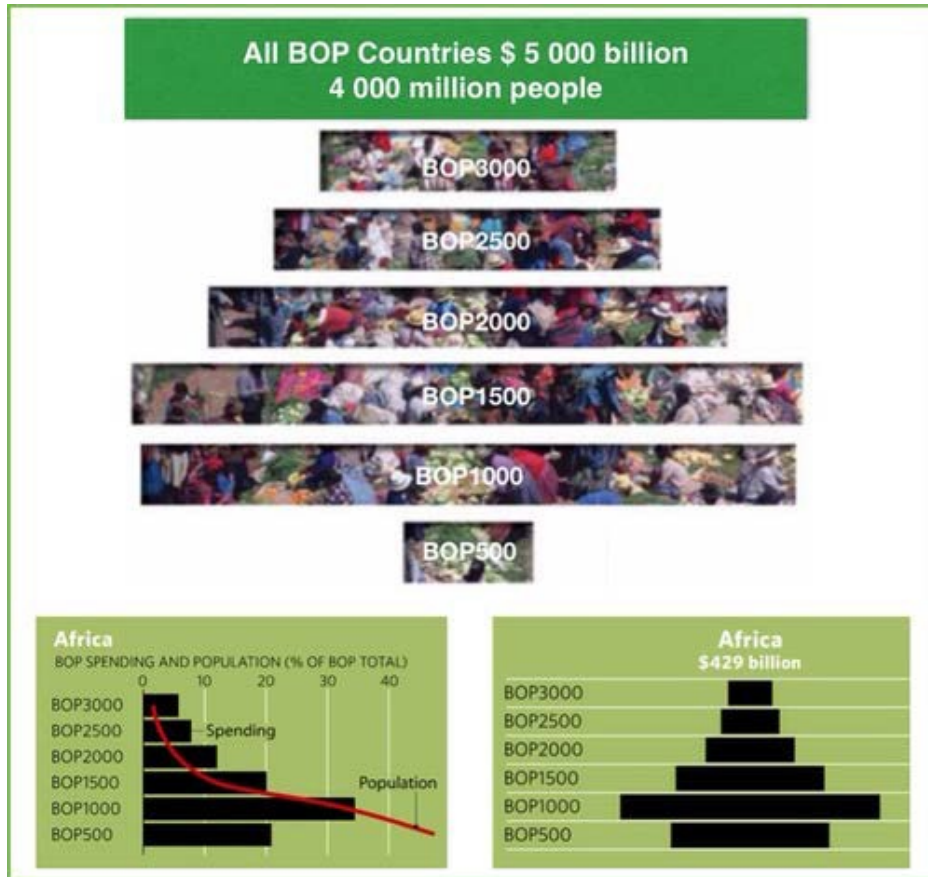 All BOP Countries $ 5 000 billion
4 000 million people
BOP3000
BOP2500
BOP2000
BOP1500
BOP1000
BOP500
Africa
BOP SPENDING AND POPULATION (% OF BOP TOTAL)
0 10 20 30 40
BOP3000
BOP2500 Spending
BOP2000
BOP1500 Population
BOP1000
BOP500
Africa
$429 billion
BOP3000
BOP2500
BOP2000
BOP1500
BOP1000
BOP500